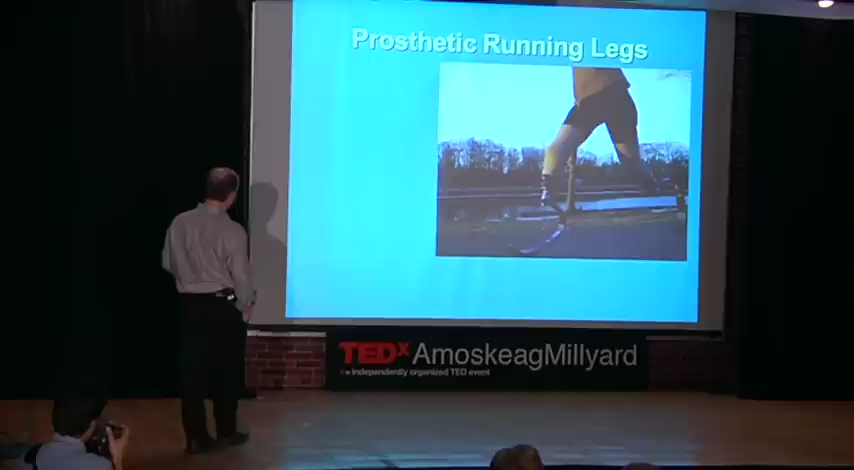 Prosthetic Running Legs
TEDx AmoskeagMillyard
x = independently organized TED event